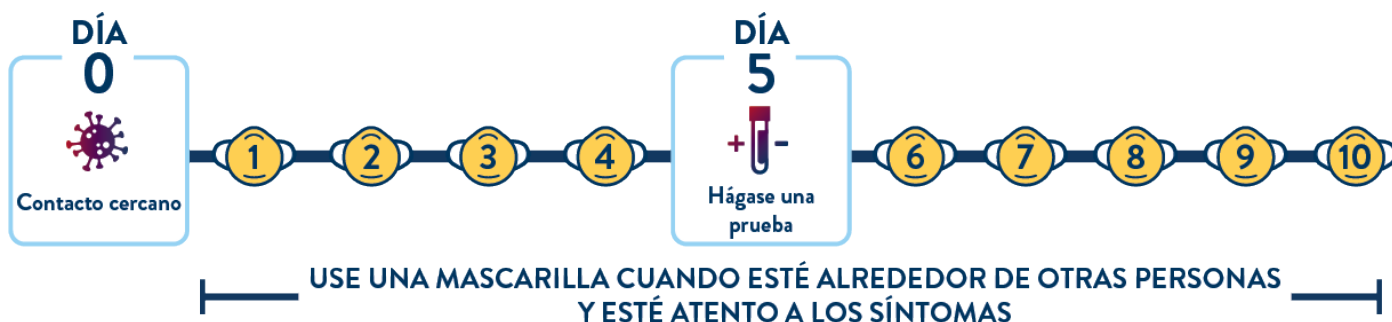 DÍA
0
Contacto cercano
1
2
3
4
DÍA
5
+ -
Hágase una
prueba
6
7
8
9
10
USE UNA MASCARILLA CUANDO ESTÉ ALREDEDOR DE OTRAS PERSONAS
Y ESTÉ ATENTO A LOS SÍNTOMAS